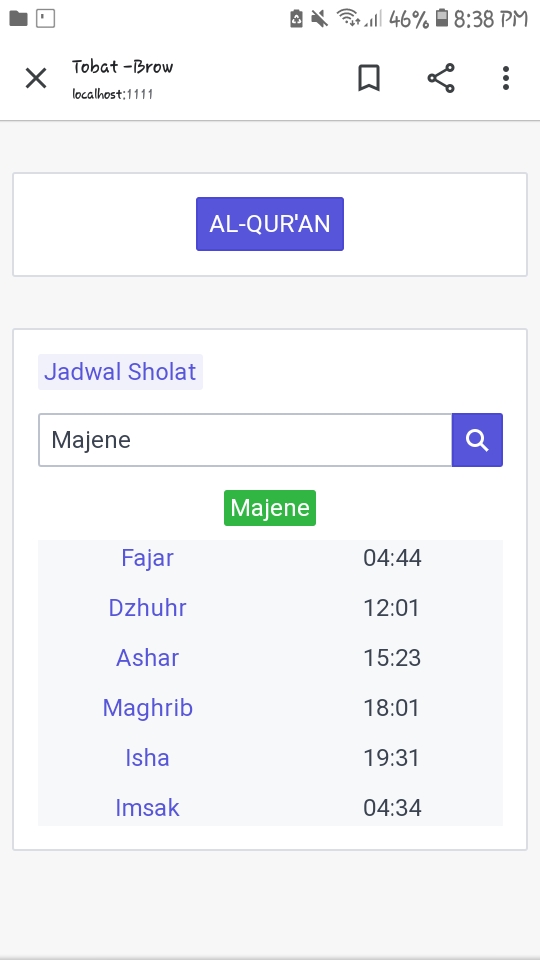 46% 8:38 PM
Tobat -Brow
localhost:1111
AL-QUR'AN
Jadwal Sholat
Majene
Majene
Fajar 04:44
Dzhuhr 12:01
Ashar 15:23
Maghrib 18:01
Isha 19:31
Imsak 04:34